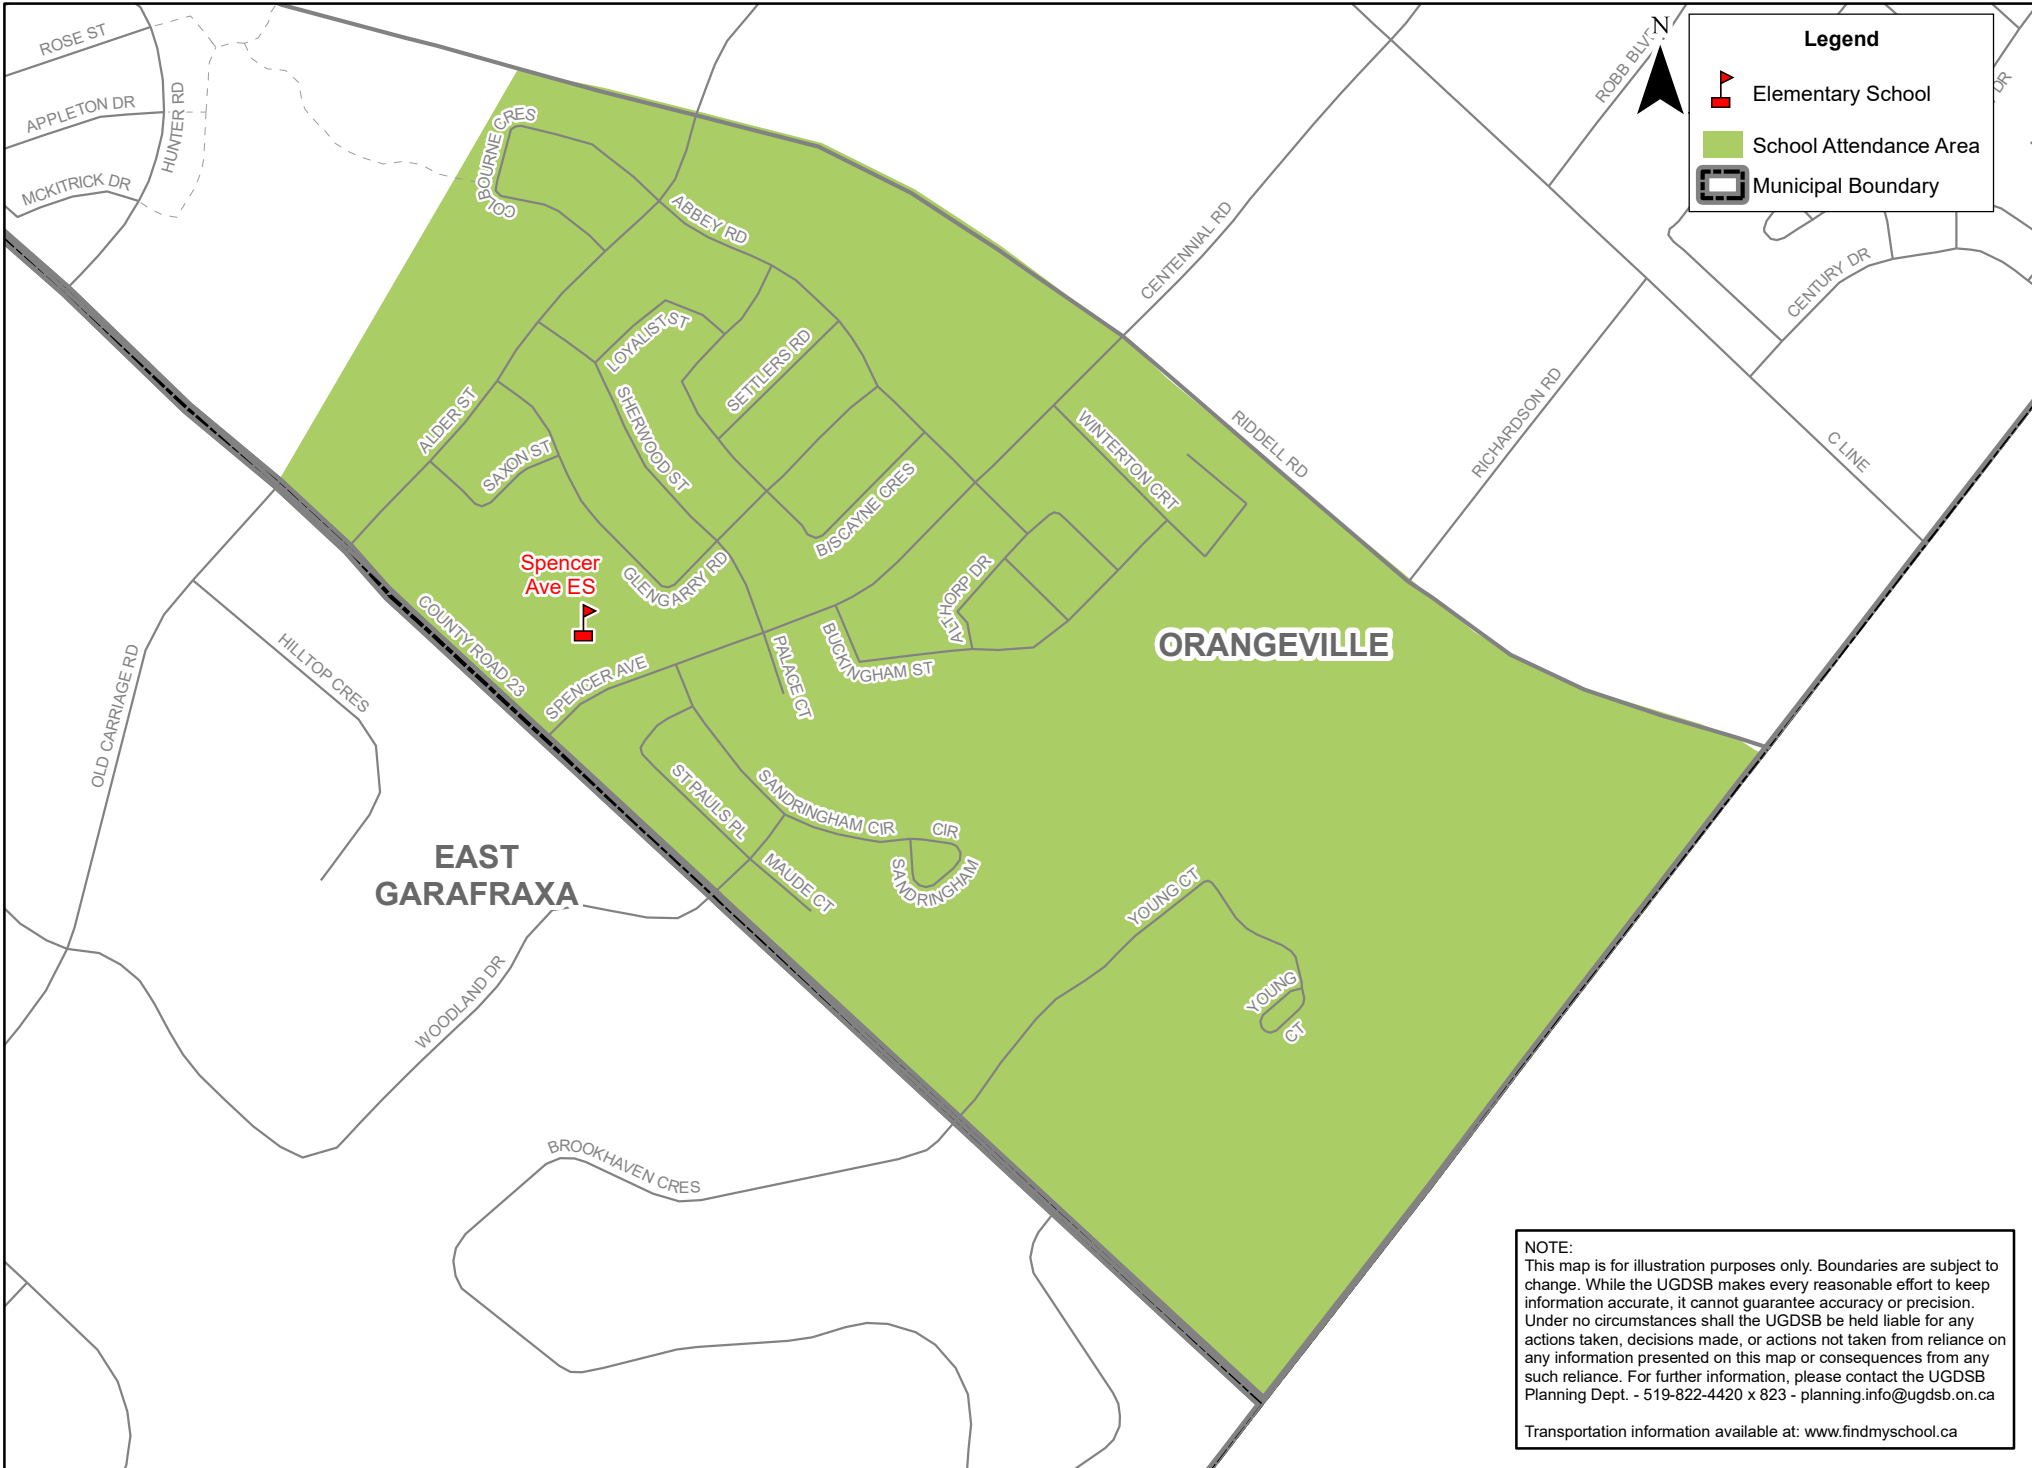 ROSE ST
APPLETON DR
HUNTER RD
MCKITRICK DR
COLBOURNE CRES
ABBEY RD
CENTENNIAL RD
ROBB BLV
N
Legend
Elementary School
School Attendance Area
Municipal Boundary
DR
CENTURY DR
LOYALIST ST
SETTLERS RD
ALDER ST
SAXON ST
SHERWOOD ST
BISCAYNE CRES
WINTERTON CRT
RIDDELL RD
RICHARDSON RD
C LINE
Spencer
Ave ES
GLENGARRY RD
ALTHORP DR
COUNTY ROAD 23
SPENCER AVE
PALACE CT
BUCKINGHAM ST
ORANGEVILLE
OLD CARRIAGE RD
HILLTOP CRES
ST PAULS PL
SANDRINGHAM CIR
SANDRINGHAM CIR
MAUDE CT
EAST
GARAFRAXA
YOUNG CT
YOUNG
CT
WOODLAND DR
BROOKHAVEN CRES
NOTE:
This map is for illustration purposes only. Boundaries are subject to
change. While the UGDSB makes every reasonable effort to keep
information accurate, it cannot guarantee accuracy or precision.
Under no circumstances shall the UGDSB be held liable for any
actions taken, decisions made, or actions not taken from reliance on
any information presented on this map or consequences from any
such reliance. For further information, please contact the UGDSB
Planning Dept. - 519-822-4420 x 823 - planning.info@ugdsb.on.ca
Transportation information available at: www.findmyschool.ca